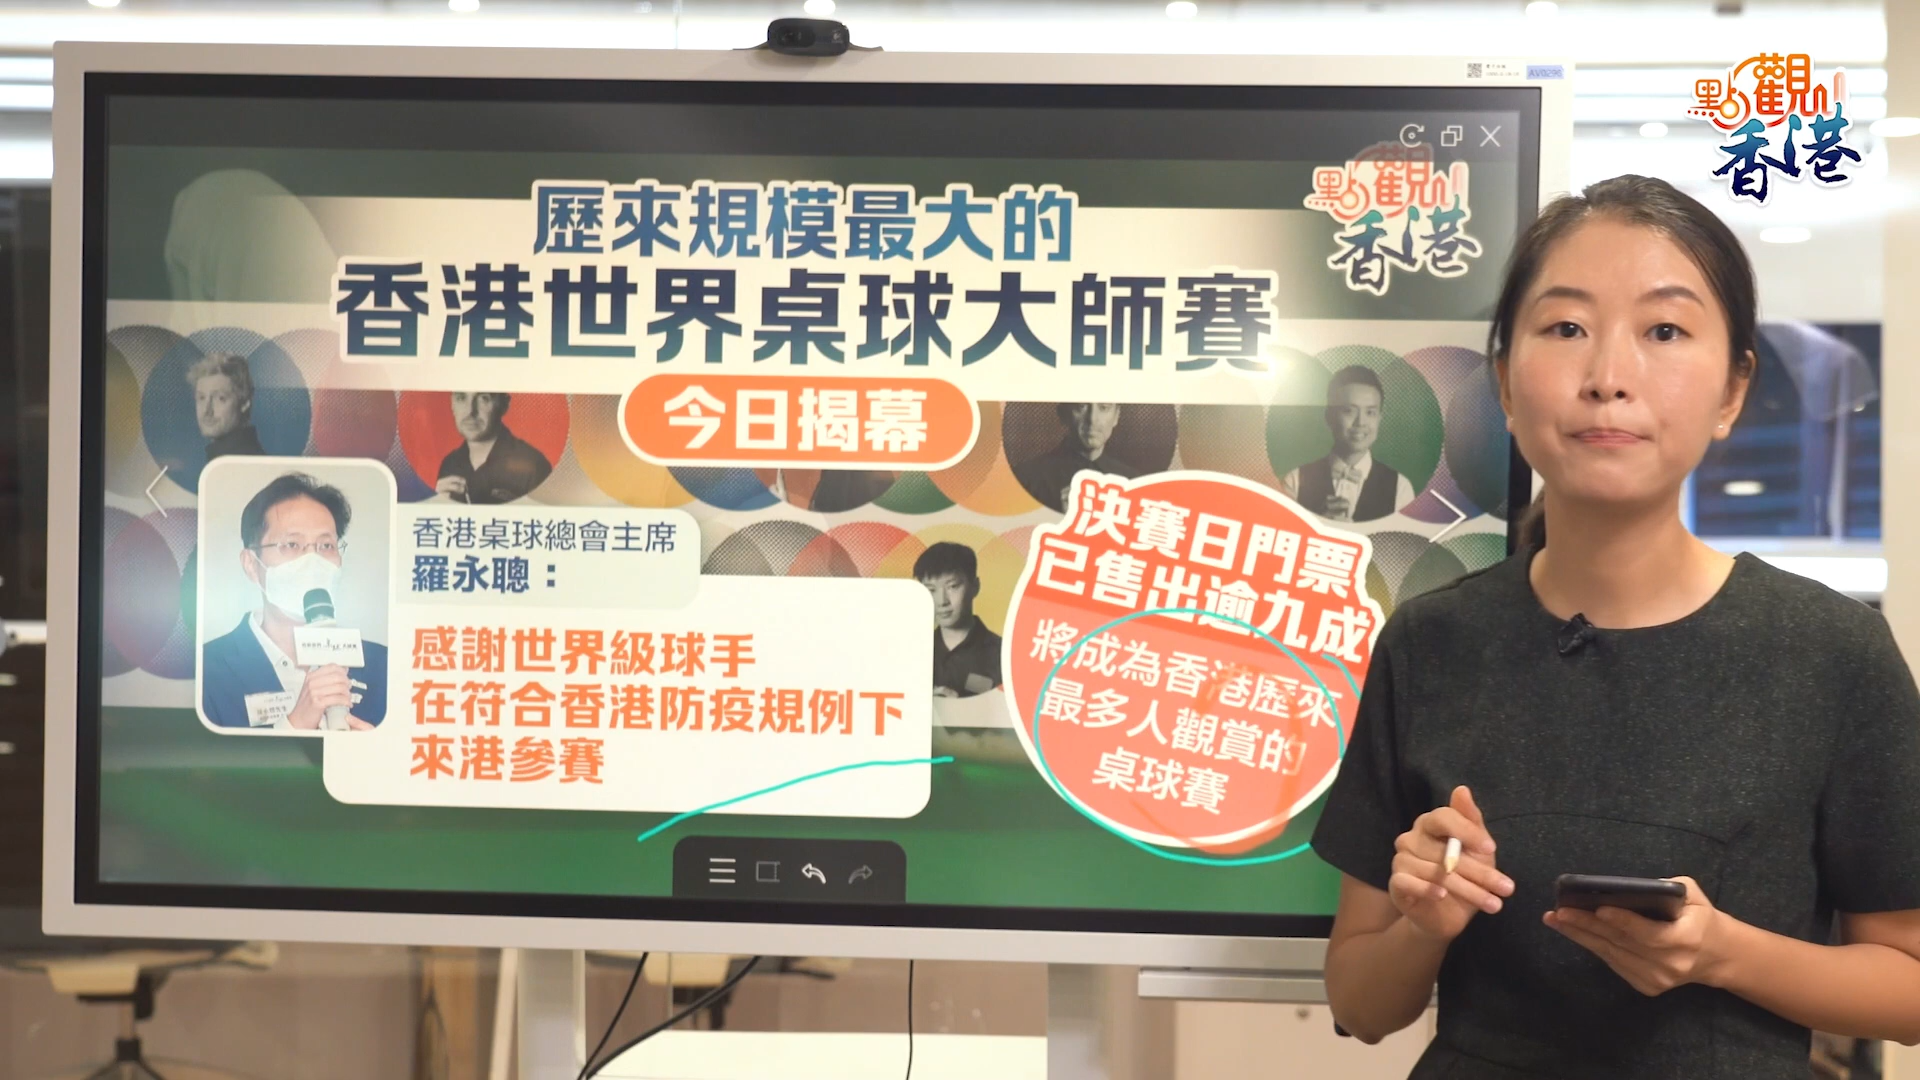 AV0296
點觀
香港
點觀
香港
歷來規模最大的
香港世界桌球大師賽
今日揭幕
香港桌球總會主席
羅永聰：
感謝世界級球手
在符合香港防疫規例下
來港參賽
決賽日門票
已售出逾九成
將成為香港歷來
最多人觀賞的
桌球賽